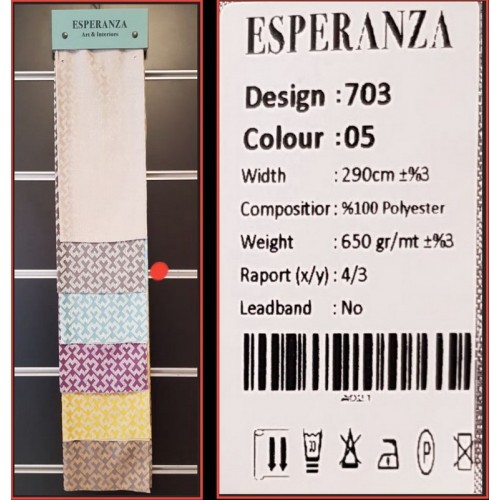 ESPERANZA
Art & Interiors
ESPERANZA
Design : 703
Colour : 05
Width : 290cm ±%3
Compositior : %100 Polyester
Weight : 650 gr/mt ±%3
Raport (x/y) : 4/3
Leadband : No
P